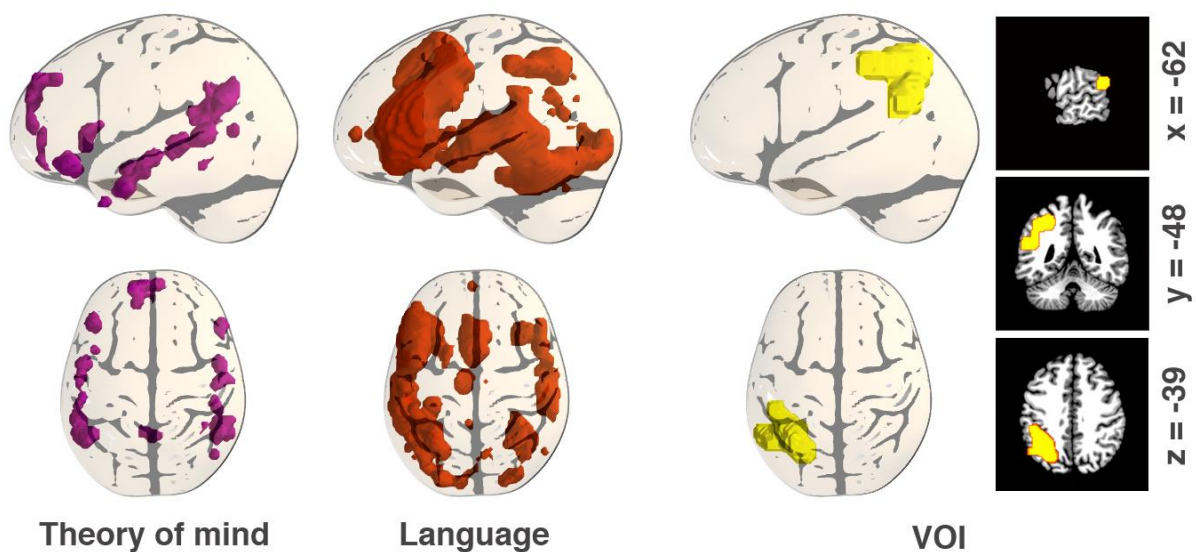 x = -62
y = -48
z = -39
Theory of mind
Language
VOI